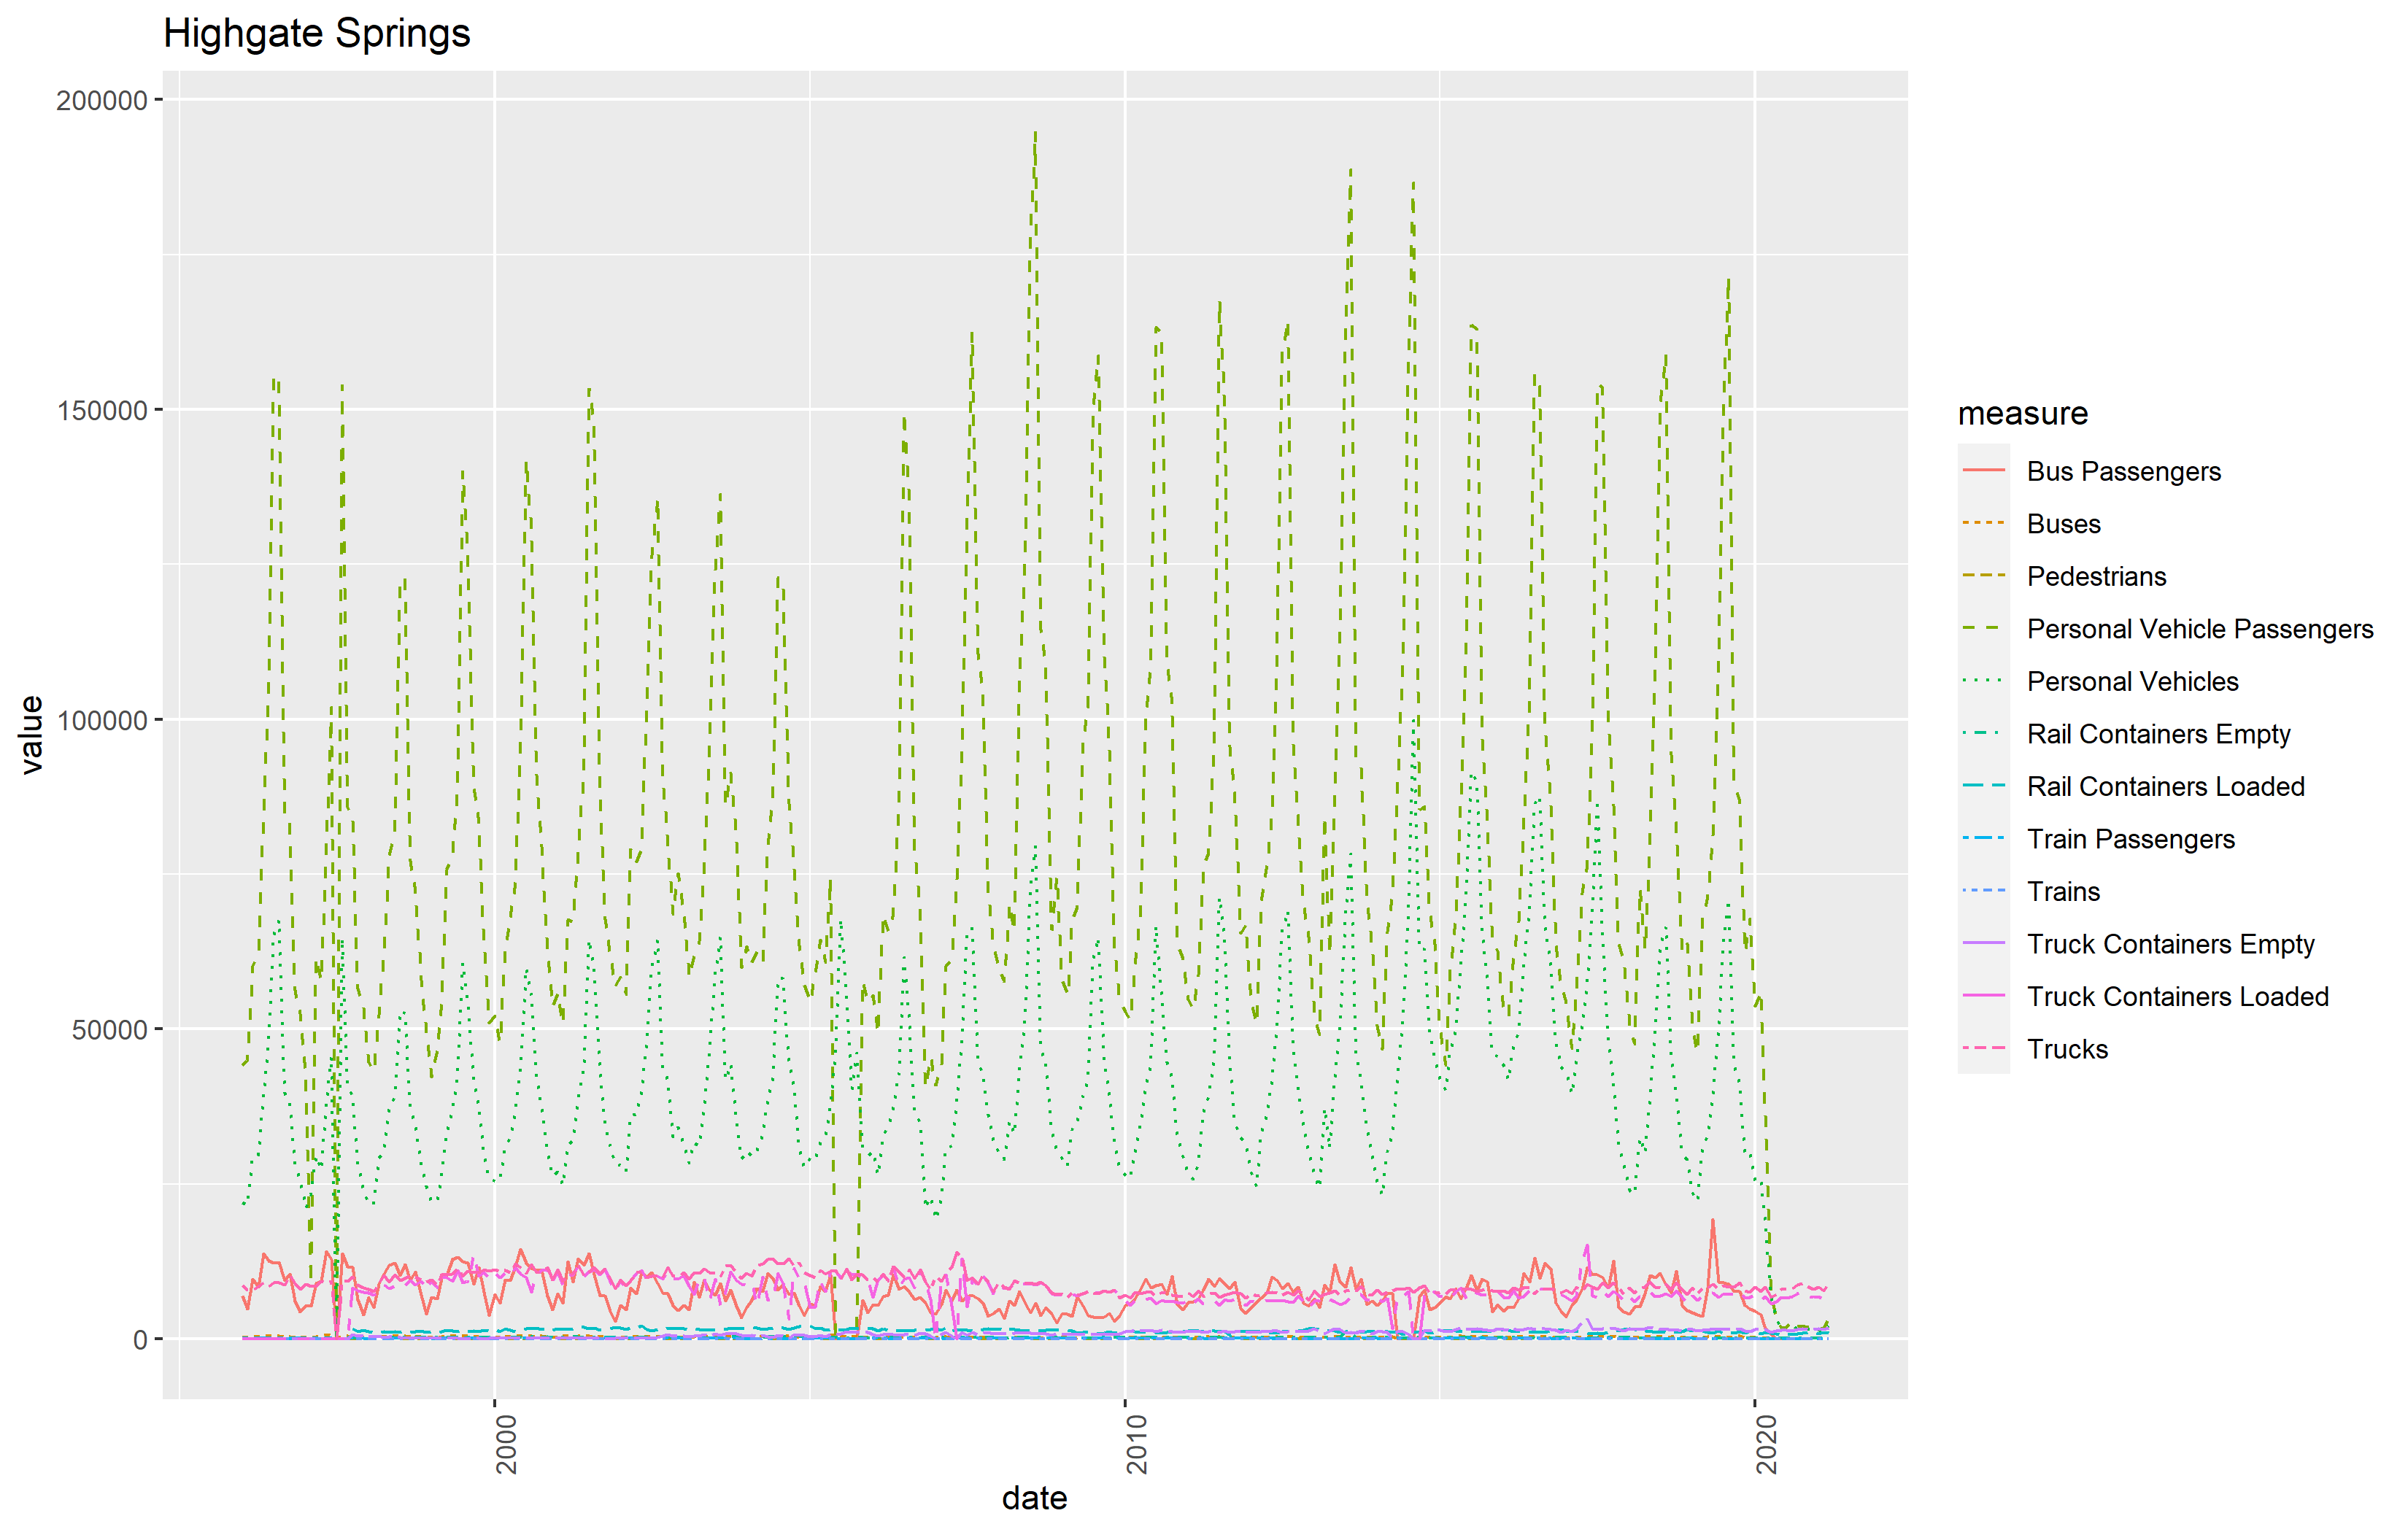 Highgate Springs
200000
150000
100000
50000
0
value
2000
2010
2020
date
measure
Bus Passengers
Buses
Pedestrians
Personal Vehicle Passengers
Personal Vehicles
Rail Containers Empty
Rail Containers Loaded
Train Passengers
Trains
Truck Containers Empty
Truck Containers Loaded
Trucks